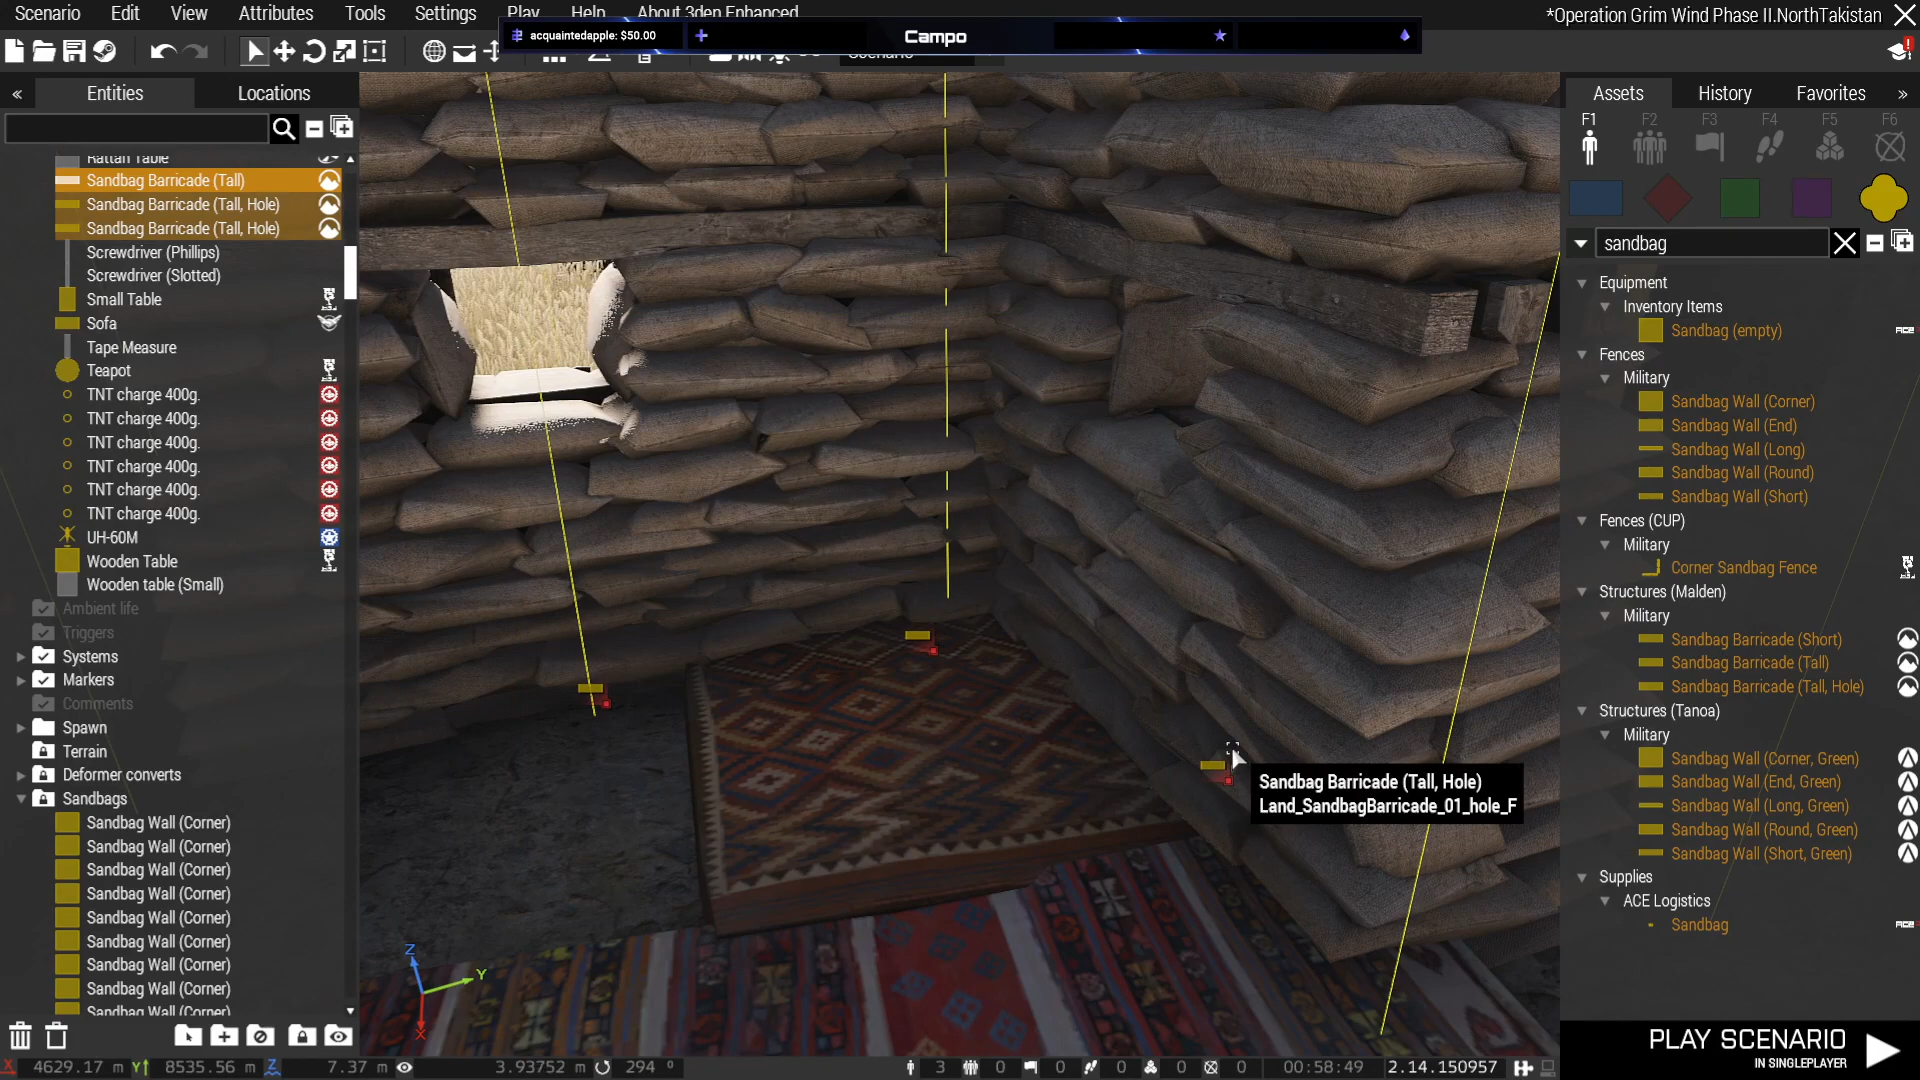 Scenario Edit View Attributes Tools Settings Play Help About 3den Enhanced
*Operation Grim Wind Phase II.NorthTakistan
acquaintedapple: $50.00
Campo
Scenario
Entities Locations
Rattan Table
Sandbag Barricade (Tall)
Sandbag Barricade (Tall, Hole)
Sandbag Barricade (Tall, Hole)
Screwdriver (Phillips)
Screwdriver (Slotted)
Small Table
Sofa
Tape Measure
Teapot
TNT charge 400g.
TNT charge 400g.
TNT charge 400g.
TNT charge 400g.
TNT charge 400g.
TNT charge 400g.
UH-60M
Wooden Table
Wooden table (Small)
Ambient life
Triggers
Systems
Markers
Comments
Spawn
Terrain
Deformer converts
Sandbags
Sandbag Wall (Corner)
Sandbag Wall (Corner)
Sandbag Wall (Corner)
Sandbag Wall (Corner)
Sandbag Wall (Corner)
Sandbag Wall (Corner)
Sandbag Wall (Corner)
Sandbag Wall (Corner)
Sandbag Wall (Corner)
Sandbag Barricade (Tall, Hole)
Land_SandbagBarricade_01_hole_F
Z
Y
X
Assets History Favorites
F1 F2 F3 F4 F5 F6
sandbag
Equipment
Inventory Items
Sandbag (empty)
Fences
Military
Sandbag Wall (Corner)
Sandbag Wall (End)
Sandbag Wall (Long)
Sandbag Wall (Round)
Sandbag Wall (Short)
Fences (CUP)
Military
Corner Sandbag Fence
Structures (Malden)
Military
Sandbag Barricade (Short)
Sandbag Barricade (Tall)
Sandbag Barricade (Tall, Hole)
Structures (Tanoa)
Military
Sandbag Wall (Corner, Green)
Sandbag Wall (End, Green)
Sandbag Wall (Long, Green)
Sandbag Wall (Round, Green)
Sandbag Wall (Short, Green)
Supplies
ACE Logistics
Sandbag
PLAY SCENARIO
IN SINGLEPLAYER
X 4629.17 m Y 8535.56 m Z 7.37 m 3.93752 m 294 ° 3 0 0 0 0 0 00:58:49 2.14.150957